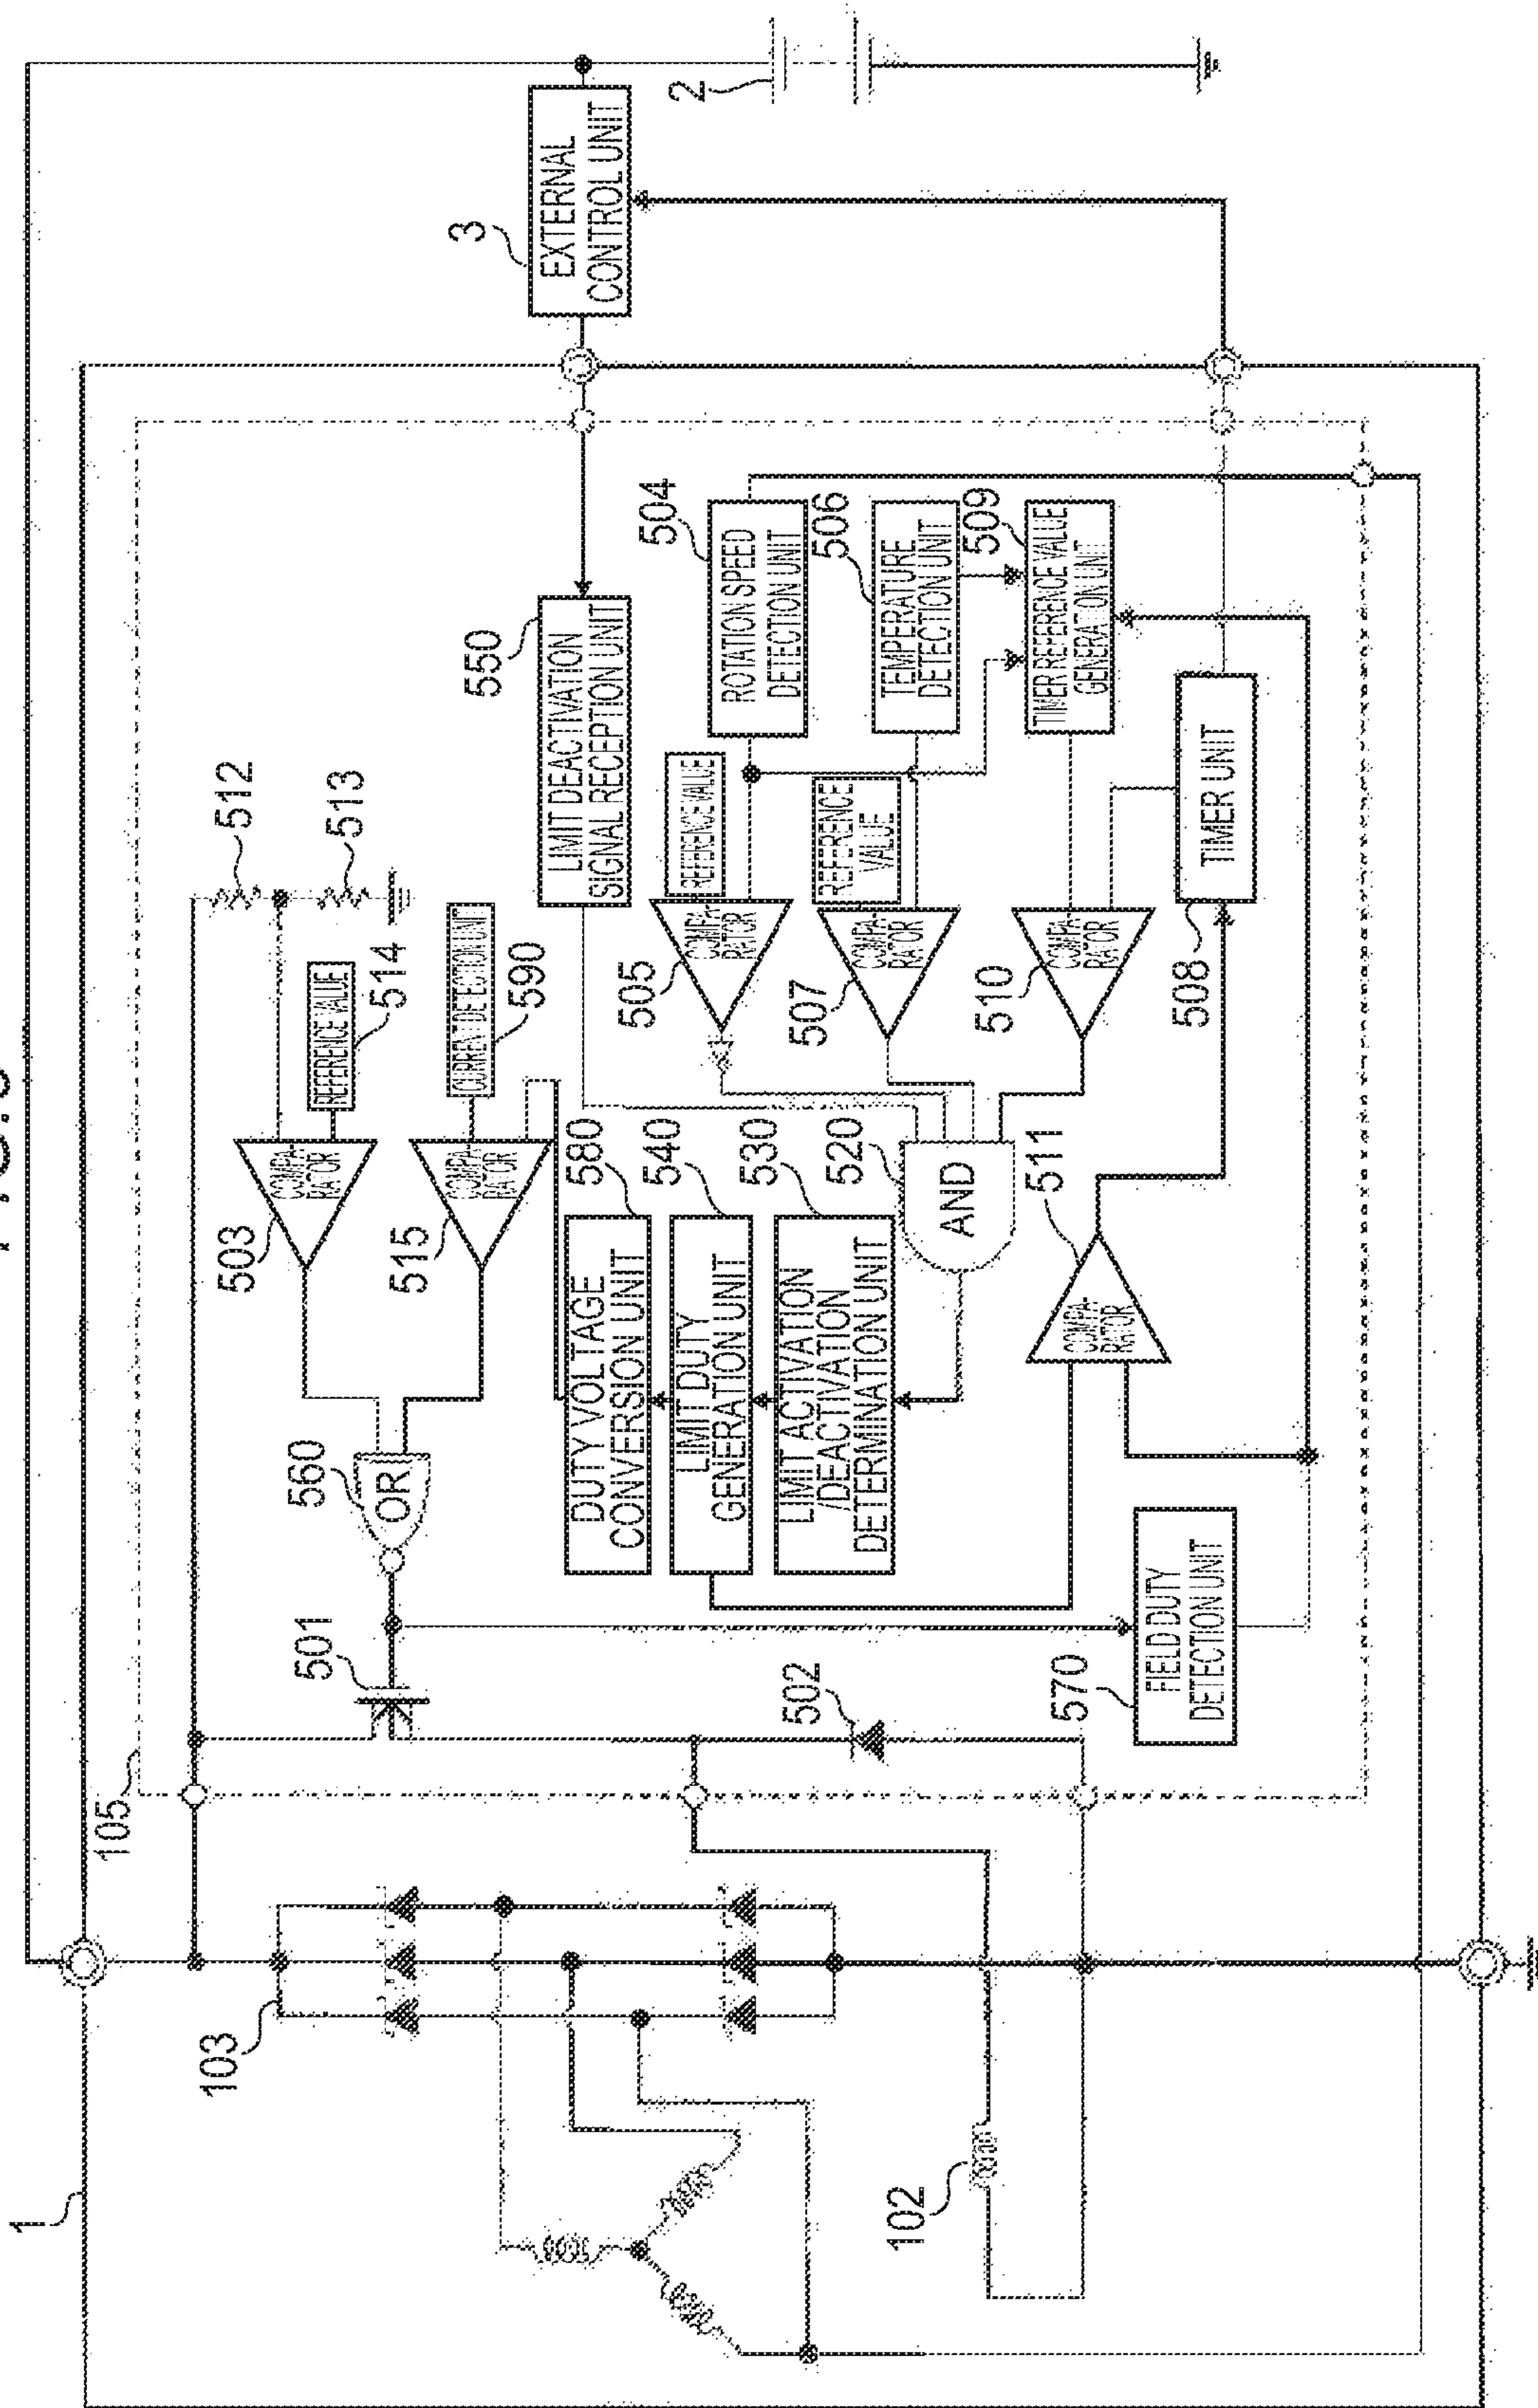 1
105
103
102
512
513
503
COMPA-
RATOR
REFERENCE VALUE
514
515
COMPA-
RATOR
CURRENT DETECTION UNIT
590
501
560
OR
502
550
LIMIT DEACTIVATION
SIGNAL RECEPTION UNIT
3
EXTERNAL
CONTROL UNIT
2
580
DUTY VOLTAGE
CONVERSION UNIT
540
LIMIT DUTY
GENERATION UNIT
530
LIMIT ACTIVATION
/DEACTIVATION
DETERMINATION UNIT
520
AND
505
COMPA-
RATOR
REFERENCE VALUE
504
ROTATION SPEED
DETECTION UNIT
507
COMPA-
RATOR
REFERENCE
VALUE
506
TEMPERATURE
DETECTION UNIT
510
COMPA-
RATOR
509
TIMER REFERENCE VALUE
GENERATION UNIT
511
COMPA-
RATOR
508
TIMER UNIT
570
FIELD DUTY
DETECTION UNIT